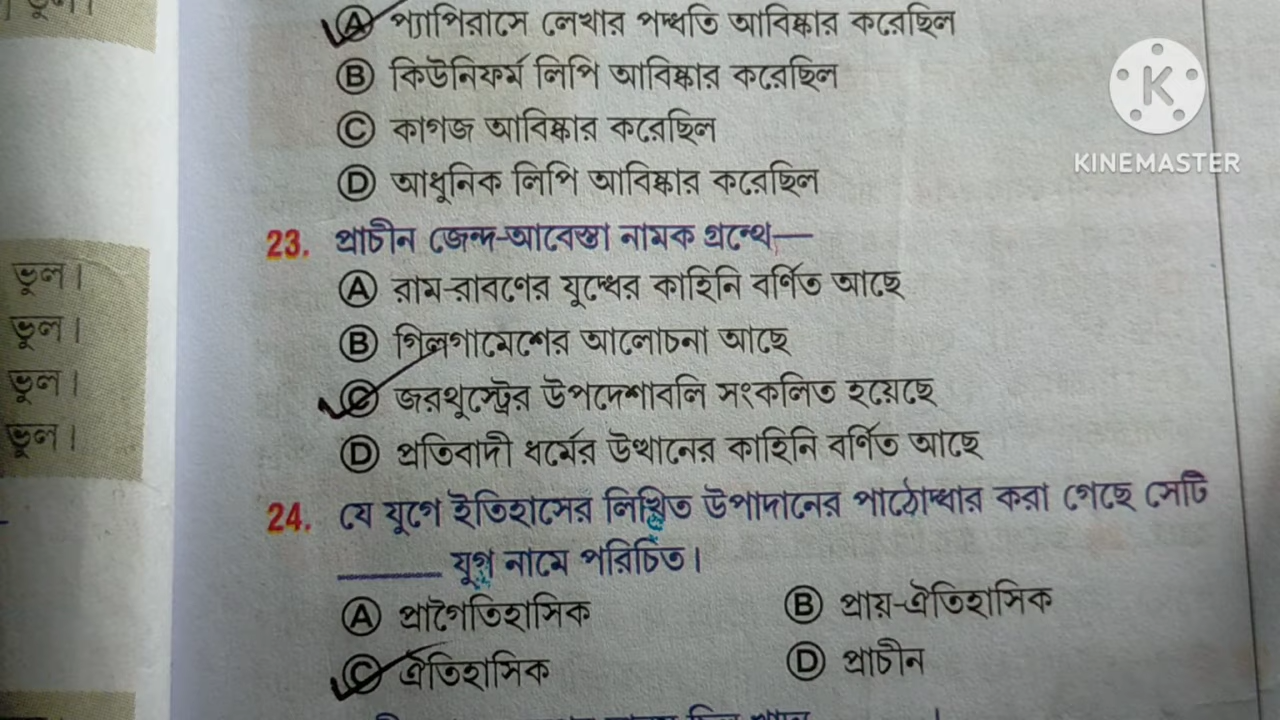 Ⓐ প্যাপিরাসে লেখার পদ্ধতি আবিষ্কার করেছিল
Ⓑ কিউনিফর্ম লিপি আবিষ্কার করেছিল
Ⓒ কাগজ আবিষ্কার করেছিল
Ⓓ আধুনিক লিপি আবিষ্কার করেছিল
K
KINEMASTER
23. প্রাচীন জেন্দ-আবেস্তা নামক গ্রন্থে—
Ⓐ রাম-রাবণের যুদ্ধের কাহিনি বর্ণিত আছে
Ⓑ গিলগামেশের আলোচনা আছে
Ⓒ জরথুস্ট্রের উপদেশাবলি সংকলিত হয়েছে
Ⓓ প্রতিবাদী ধর্মের উত্থানের কাহিনি বর্ণিত আছে
24. যে যুগে ইতিহাসের লিখিত উপাদানের পাঠোদ্ধার করা গেছে সেটি
______ যুগ নামে পরিচিত।
Ⓐ প্রাগৈতিহাসিক Ⓑ প্রায়-ঐতিহাসিক
Ⓒ ঐতিহাসিক Ⓓ প্রাচীন
ভুল।
ভুল।
ভুল।
ভুল।